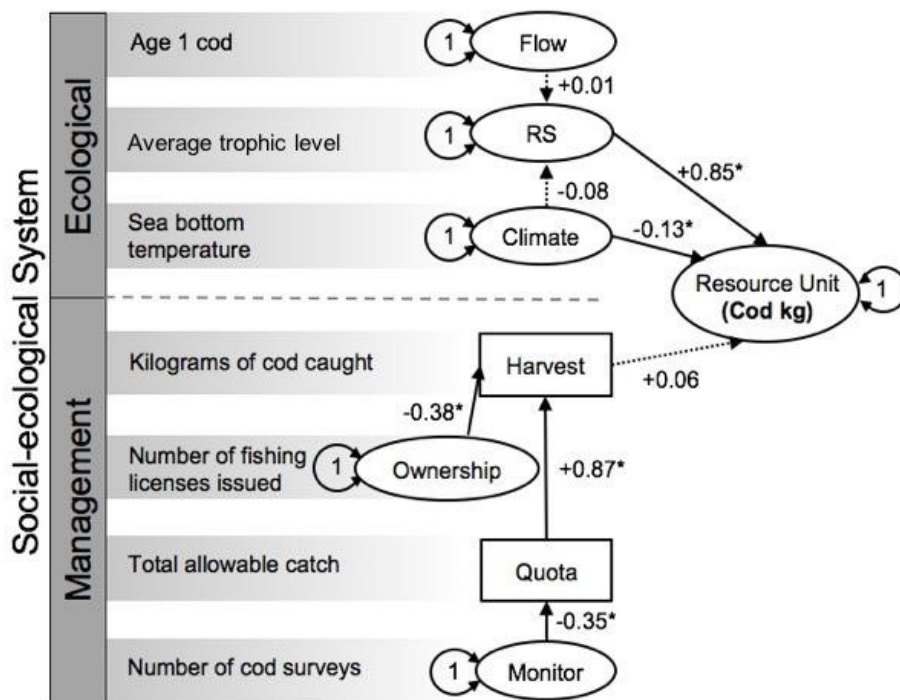 Social-ecological System
Ecological
Management
Age 1 cod
1
Flow
+0.01
Average trophic level
1
RS
+0.85*
-0.08
Sea bottom
temperature
1
Climate
-0.13*
Resource Unit
(Cod kg)
1
Kilograms of cod caught
Harvest
+0.06
-0.38*
Number of fishing
licenses issued
1
Ownership
+0.87*
Total allowable catch
Quota
-0.35*
Number of cod surveys
1
Monitor